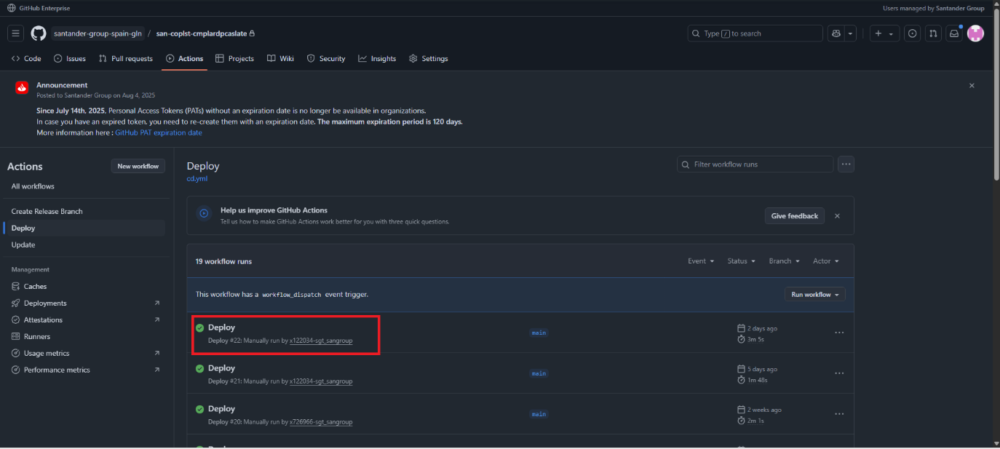 GitHub Enterprise
Users managed by Santander Group
santander-group-spain-gln / san-coplst-cmplardpcaslate
Type / to search
Code Issues Pull requests Actions Projects Wiki Security Insights Settings
Announcement
Posted to Santander Group on Aug 4, 2025
Since July 14th, 2025, Personal Access Tokens (PATs) without an expiration date is no longer be available in organizations.
In case you have an expired token, you need to re-create them with an expiration date. The maximum expiration period is 120 days.
More information here : GitHub PAT expiration date
Actions
New workflow
All workflows
Create Release Branch
Deploy
Update
Management
Caches
Deployments
Attestations
Runners
Usage metrics
Performance metrics
Deploy
cd.yml
Filter workflow runs
Help us improve GitHub Actions
Tell us how to make GitHub Actions work better for you with three quick questions.
Give feedback
19 workflow runs
Event Status Branch Actor
This workflow has a workflow_dispatch event trigger.
Run workflow
Deploy
Deploy #22: Manually run by x122034-sgt_sangroup
main
2 days ago
3m 5s
Deploy
Deploy #21: Manually run by x122034-sgt_sangroup
main
5 days ago
1m 48s
Deploy
Deploy #20: Manually run by x726966-sgt_sangroup
main
2 weeks ago
2m 1s